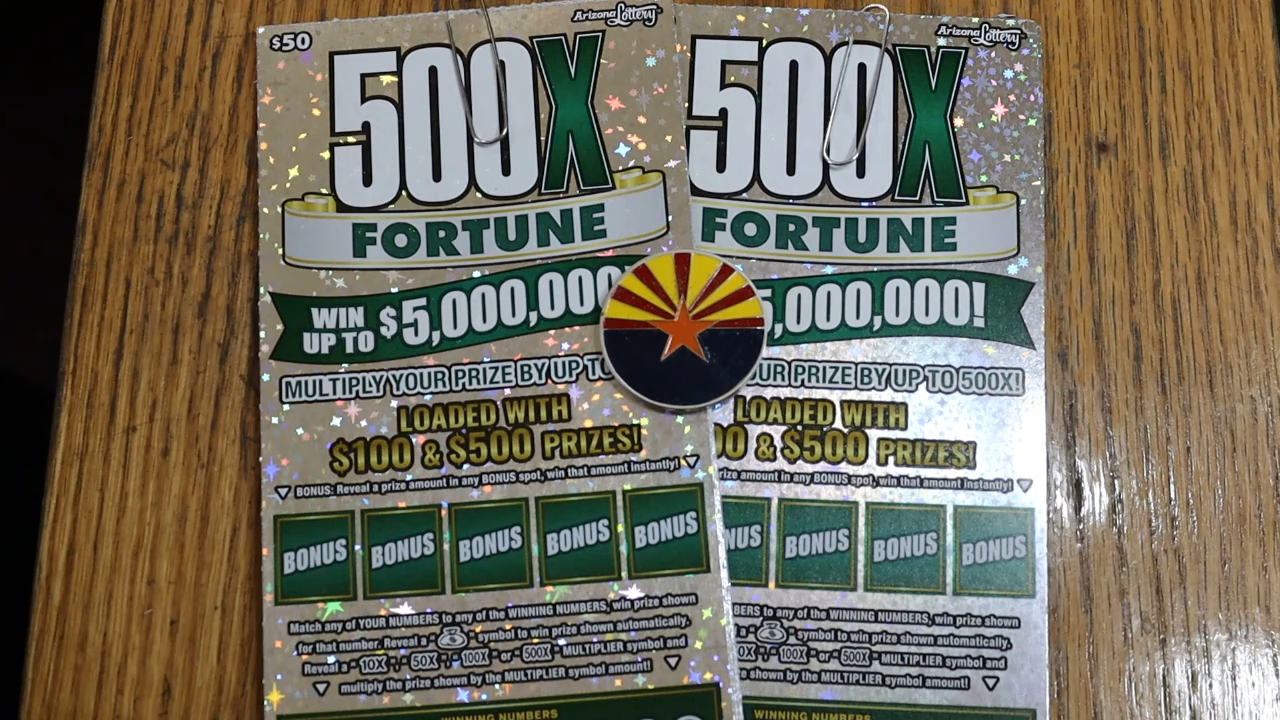 $50
Arizona Lottery
500X
FORTUNE
WIN UP TO $5,000,000
MULTIPLY YOUR PRIZE BY UP TO
LOADED WITH
$100 & $500 PRIZES!
BONUS: Reveal a prize amount in any BONUS spot, win that amount instantly!
BONUS BONUS BONUS BONUS BONUS
Match any of YOUR NUMBERS to any of the WINNING NUMBERS, win prize shown
for that number. Reveal a " " symbol to win prize shown automatically.
Reveal a "10X", "50X", "100X" or "500X" MULTIPLIER symbol and
multiply the prize shown by the MULTIPLIER symbol amount!
WINNING NUMBERS
Arizona Lottery
500X
FORTUNE
5,000,000!
UR PRIZE BY UP TO 500X!
LOADED WITH
00 & $500 PRIZES!
rize amount in any BONUS spot, win that amount instantly!
NUS BONUS BONUS BONUS
BERS to any of the WINNING NUMBERS, win prize shown
a " " symbol to win prize shown automatically.
0X", "100X" or "500X" MULTIPLIER symbol and
e shown by the MULTIPLIER symbol amount!
WINNING NUMBERS